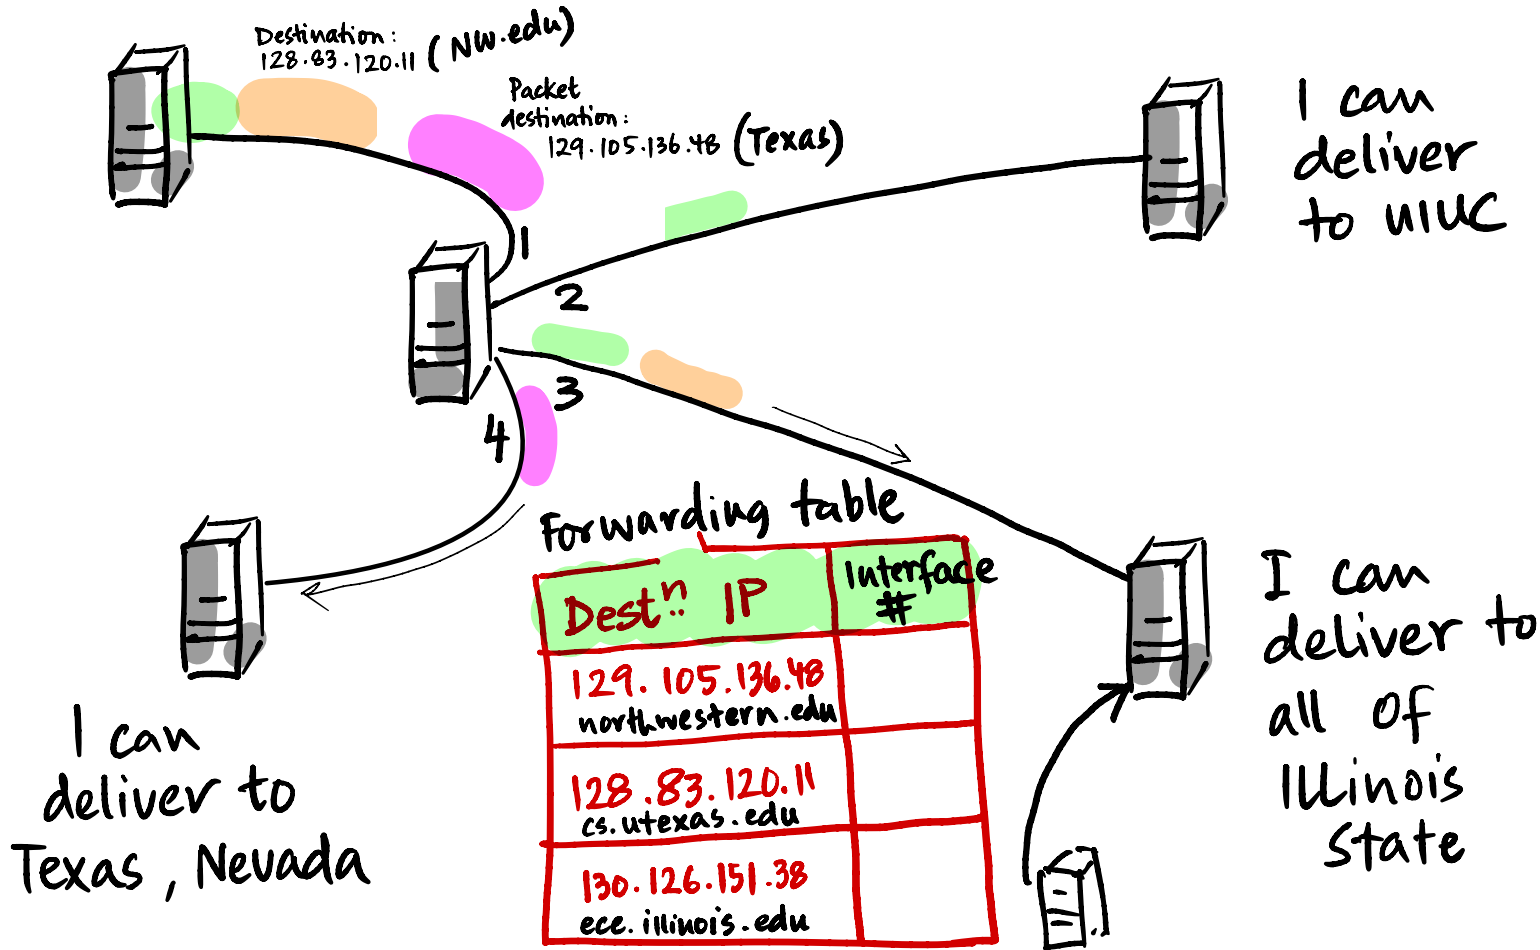 Destination:
128.83.120.11 (NW.edu)
Packet
destination:
129.105.136.48 (Texas)
I can
deliver
to UIUC
1
2
3
4
Forwarding table
Destⁿ.. IP
Interface
#
129.105.136.48
northwestern.edu
128.83.120.11
cs.utexas.edu
130.126.151.38
ece.illinois.edu
I can
deliver to
Texas, Nevada
I can
deliver to
all of
Illinois
state